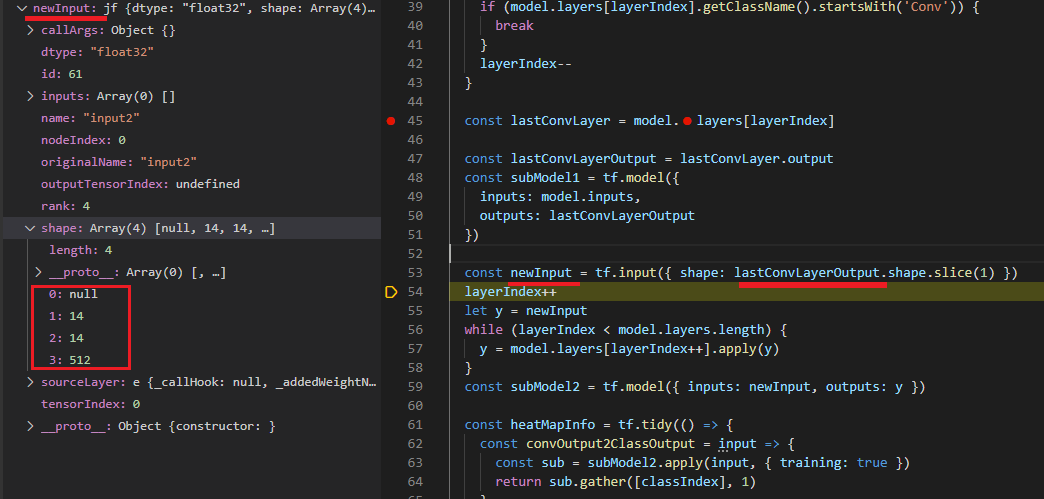 newInput: jf {dtype: "float32", shape: Array(4)…
callArgs: Object {}
dtype: "float32"
id: 61
inputs: Array(0) []
name: "input2"
nodeIndex: 0
originalName: "input2"
outputTensorIndex: undefined
rank: 4
shape: Array(4) [null, 14, 14, …]
length: 4
__proto__: Array(0) [, …]
0: null
1: 14
2: 14
3: 512
sourceLayer: e {_callHook: null, _addedWeightN…
tensorIndex: 0
__proto__: Object {constructor: }
39 if (model.layers[layerIndex].getClassName().startsWith('Conv')) {
40 break
41 }
42 layerIndex--
43 }
44
45 const lastConvLayer = model.layers[layerIndex]
46
47 const lastConvLayerOutput = lastConvLayer.output
48 const subModel1 = tf.model({
49 inputs: model.inputs,
50 outputs: lastConvLayerOutput
51 })
52
53 const newInput = tf.input({ shape: lastConvLayerOutput.shape.slice(1) })
54 layerIndex++
55 let y = newInput
56 while (layerIndex < model.layers.length) {
57 y = model.layers[layerIndex++].apply(y)
58 }
59 const subModel2 = tf.model({ inputs: newInput, outputs: y })
60
61 const heatMapInfo = tf.tidy(() => {
62 const convOutput2ClassOutput = input => {
63 const sub = subModel2.apply(input, { training: true })
64 return sub.gather([classIndex], 1)